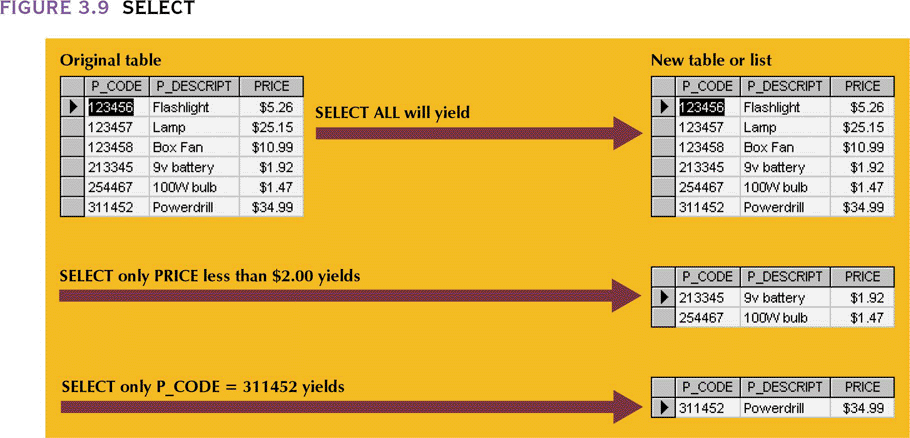 FIGURE 3.9 SELECT
Original table
P_CODE P_DESCRIPT PRICE
123456 Flashlight $5.26
123457 Lamp $25.15
123458 Box Fan $10.99
213345 9v battery $1.92
254467 100W bulb $1.47
311452 Powerdrill $34.99
SELECT ALL will yield
New table or list
P_CODE P_DESCRIPT PRICE
123456 Flashlight $5.26
123457 Lamp $25.15
123458 Box Fan $10.99
213345 9v battery $1.92
254467 100W bulb $1.47
311452 Powerdrill $34.99
SELECT only PRICE less than $2.00 yields
P_CODE P_DESCRIPT PRICE
213345 9v battery $1.92
254467 100W bulb $1.47
SELECT only P_CODE = 311452 yields
P_CODE P_DESCRIPT PRICE
311452 Powerdrill $34.99